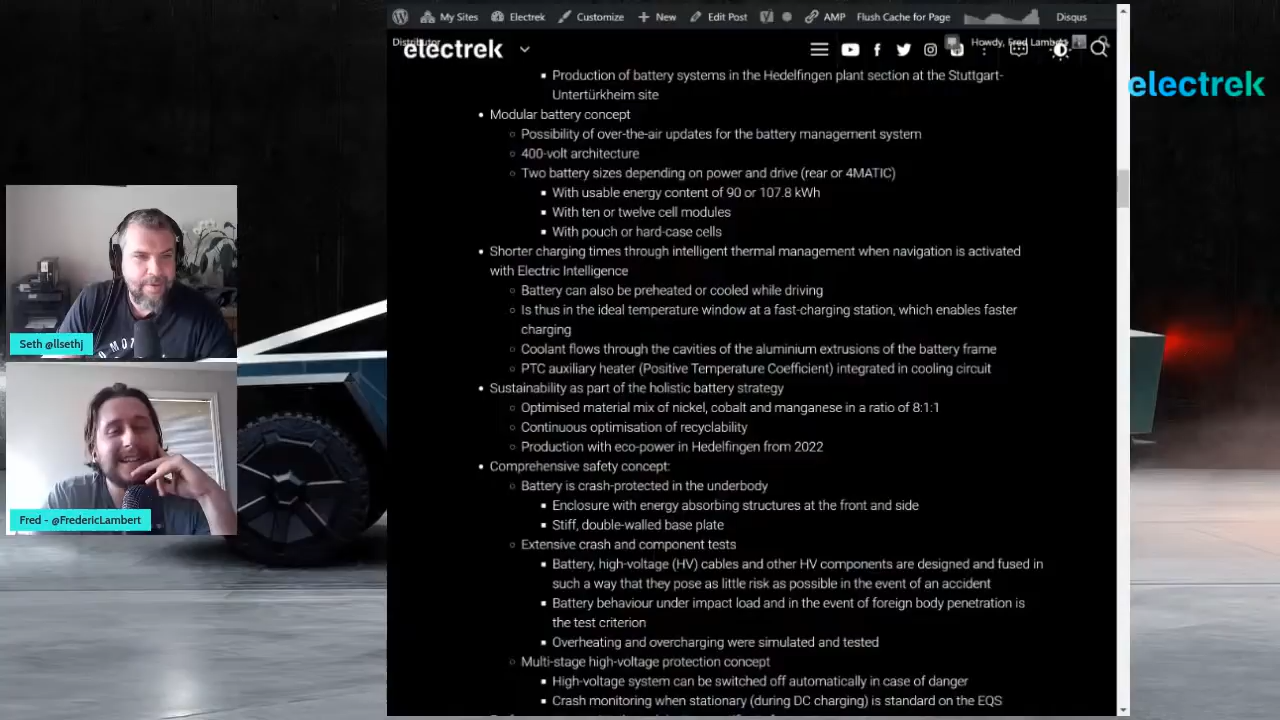 My Sites
Electrek
Customize
New
Edit Post
AMP
Flush Cache for Page
Disqus
Howdy, Fred Lambert
electrek
electrek
Production of battery systems in the Hedelfingen plant section at the Stuttgart-
Untertürkheim site
Modular battery concept
Possibility of over-the-air updates for the battery management system
400-volt architecture
Two battery sizes depending on power and drive (rear or 4MATIC)
With usable energy content of 90 or 107.8 kWh
With ten or twelve cell modules
With pouch or hard-case cells
Shorter charging times through intelligent thermal management when navigation is activated
with Electric Intelligence
Battery can also be preheated or cooled while driving
Is thus in the ideal temperature window at a fast-charging station, which enables faster
charging
Coolant flows through the cavities of the aluminium extrusions of the battery frame
PTC auxiliary heater (Positive Temperature Coefficient) integrated in cooling circuit
Sustainability as part of the holistic battery strategy
Optimised material mix of nickel, cobalt and manganese in a ratio of 8:1:1
Continuous optimisation of recyclability
Production with eco-power in Hedelfingen from 2022
Comprehensive safety concept:
Battery is crash-protected in the underbody
Enclosure with energy absorbing structures at the front and side
Stiff, double-walled base plate
Extensive crash and component tests
Battery, high-voltage (HV) cables and other HV components are designed and fused in
such a way that they pose as little risk as possible in the event of an accident
Battery behaviour under impact load and in the event of foreign body penetration is
the test criterion
Overheating and overcharging were simulated and tested
Multi-stage high-voltage protection concept
High-voltage system can be switched off automatically in case of danger
Crash monitoring when stationary (during DC charging) is standard on the EQS
Seth @llsethj
Fred - @FredericLambert